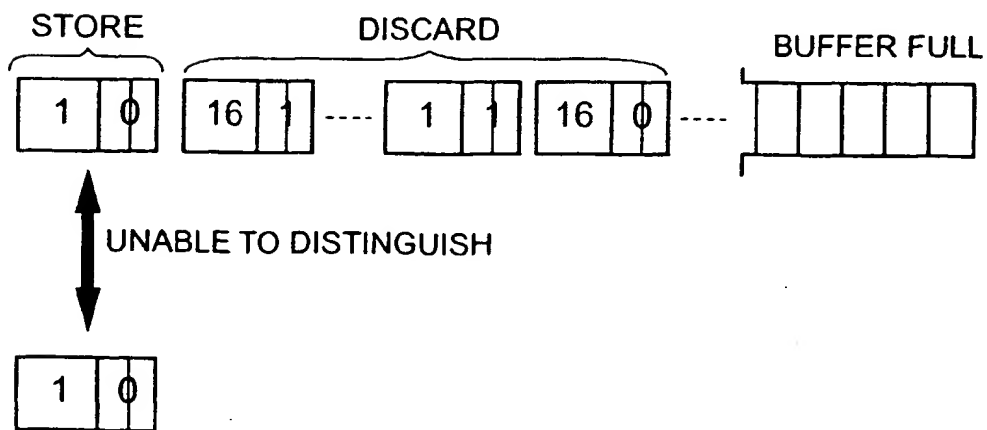 STORE
DISCARD
BUFFER FULL
1 0 16 1 1 1 16 0
UNABLE TO DISTINGUISH
1 0